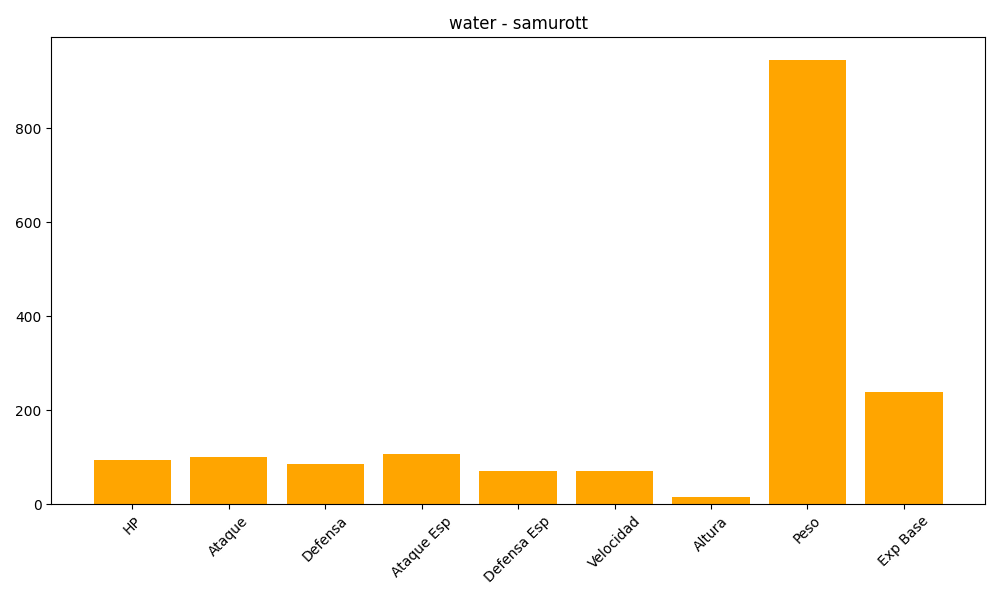 water - samurott
800
600
400
200
0
HP
Ataque
Defensa
Ataque Esp
Defensa Esp
Velocidad
Altura
Peso
Exp Base